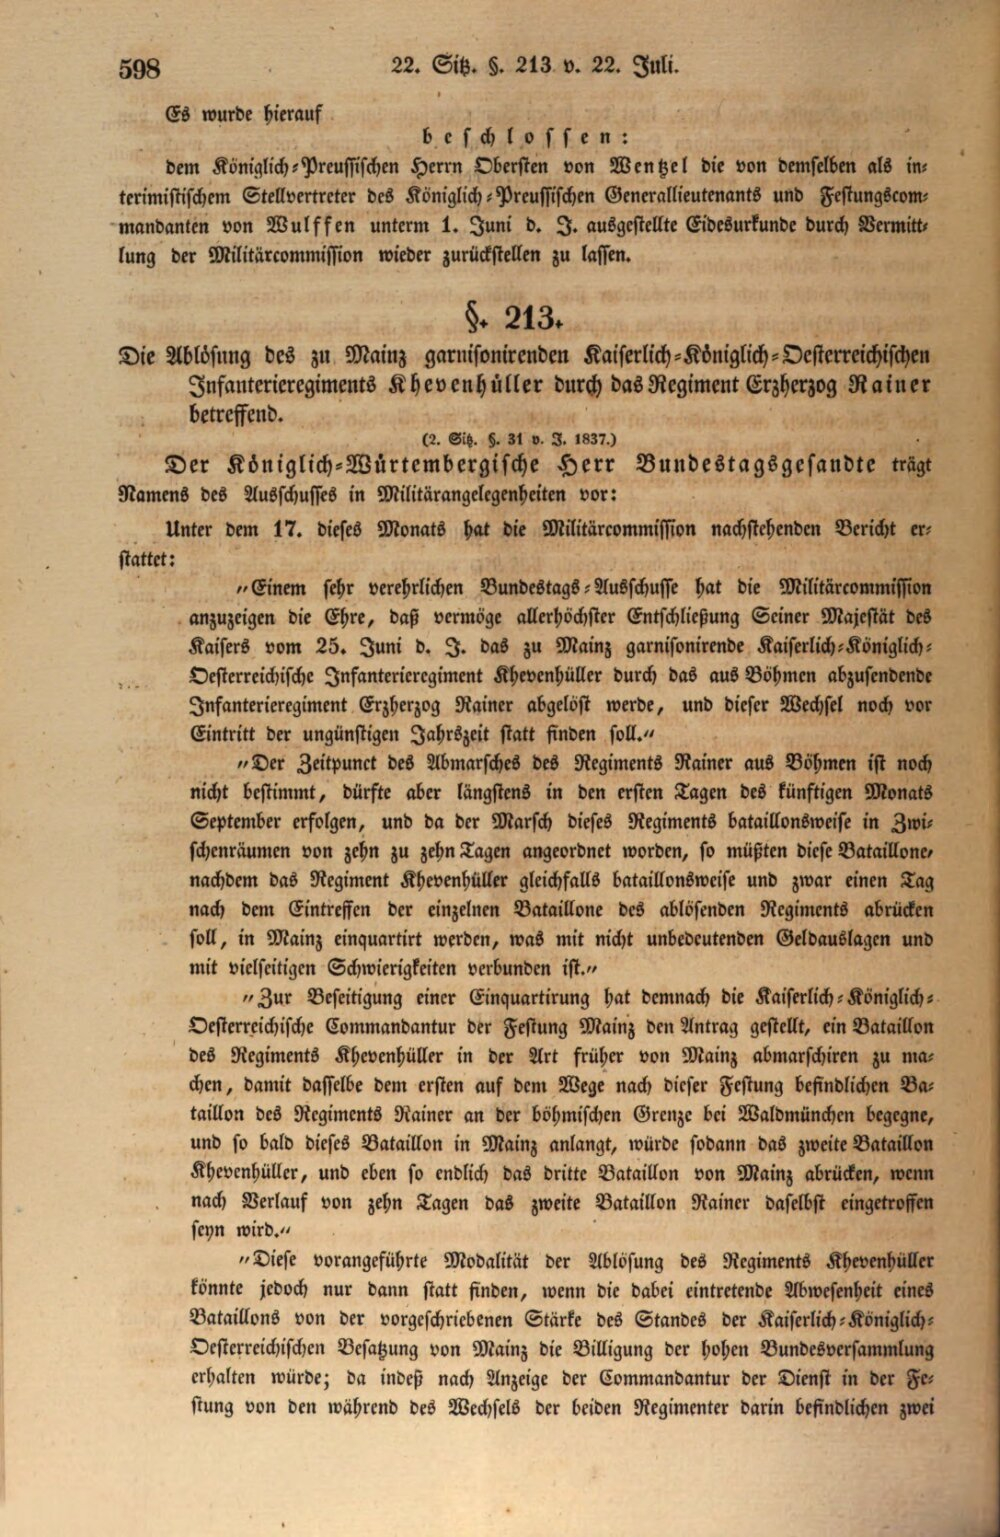 598
22. Sitz. §. 213 v. 22. Juli.
Es wurde hierauf
beschlossen:
dem Königlich-Preussischen Herrn Obersten von Wentzel die von demselben als in-
terimistischem Stellvertreter des Königlich-Preussischen Generallieutenants und Festungscom-
mandanten von Wulffen unterm 1. Juni d. J. ausgestellte Eidesurkunde durch Vermitt-
lung der Militärcommission wieder zurückstellen zu lassen.
§. 213.
Die Ablösung des zu Mainz garnisonirenden Kaiserlich-Königlich-Oesterreichischen
Infanterieregiments Khevenhüller durch das Regiment Erzherzog Rainer
betreffend.
(2. Sitz. §. 31 v. J. 1837.)
Der Königlich-Würtembergische Herr Bundestagsgesandte trägt
Namens des Ausschusses in Militärangelegenheiten vor:
Unter dem 17. dieses Monats hat die Militärcommission nachstehenden Bericht er-
stattet:
„Einem sehr verehrlichen Bundestags-Ausschusse hat die Militärcommission
anzuzeigen die Ehre, daß vermöge allerhöchster Entschließung Seiner Majestät des
Kaisers vom 25. Juni d. J. das zu Mainz garnisonirende Kaiserlich-Königlich-
Oesterreichische Infanterieregiment Khevenhüller durch das aus Böhmen abzusendende
Infanterieregiment Erzherzog Rainer abgelöst werde, und dieser Wechsel noch vor
Eintritt der ungünstigen Jahrszeit statt finden soll.“
„Der Zeitpunct des Abmarsches des Regiments Rainer aus Böhmen ist noch
nicht bestimmt, dürfte aber längstens in den ersten Tagen des künftigen Monats
September erfolgen, und da der Marsch dieses Regiments bataillonsweise in Zwi-
schenräumen von zehn zu zehn Tagen angeordnet worden, so müßten diese Bataillone,
nachdem das Regiment Khevenhüller gleichfalls bataillonsweise und zwar einen Tag
nach dem Eintreffen der einzelnen Bataillone des ablösenden Regiments abrücken
soll, in Mainz einquartirt werden, was mit nicht unbedeutenden Geldauslagen und
mit vielseitigen Schwierigkeiten verbunden ist.“
„Zur Beseitigung einer Einquartirung hat demnach die Kaiserlich-Königlich-
Oesterreichische Commandantur der Festung Mainz den Antrag gestellt, ein Bataillon
des Regiments Khevenhüller in der Art früher von Mainz abmarschiren zu ma-
chen, damit dasselbe dem ersten auf dem Wege nach dieser Festung befindlichen Ba-
taillon des Regiments Rainer an der böhmischen Grenze bei Waldmünchen begegne,
und so bald dieses Bataillon in Mainz anlangt, würde sodann das zweite Bataillon
Khevenhüller, und eben so endlich das dritte Bataillon von Mainz abrücken, wenn
nach Verlauf von zehn Tagen das zweite Bataillon Rainer daselbst eingetroffen
seyn wird.“
„Diese vorangeführte Modalität der Ablösung des Regiments Khevenhüller
könnte jedoch nur dann statt finden, wenn die dabei eintretende Abwesenheit eines
Bataillons von der vorgeschriebenen Stärke des Standes der Kaiserlich-Königlich-
Oesterreichischen Besatzung von Mainz die Billigung der hohen Bundesversammlung
erhalten würde; da indeß nach Anzeige der Commandantur der Dienst in der Fe-
stung von den während des Wechsels der beiden Regimenter darin befindlichen zwei